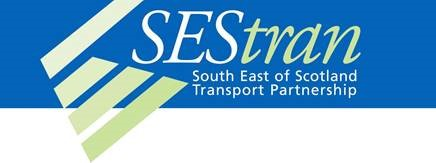 SEStran
South East of Scotland
Transport Partnership